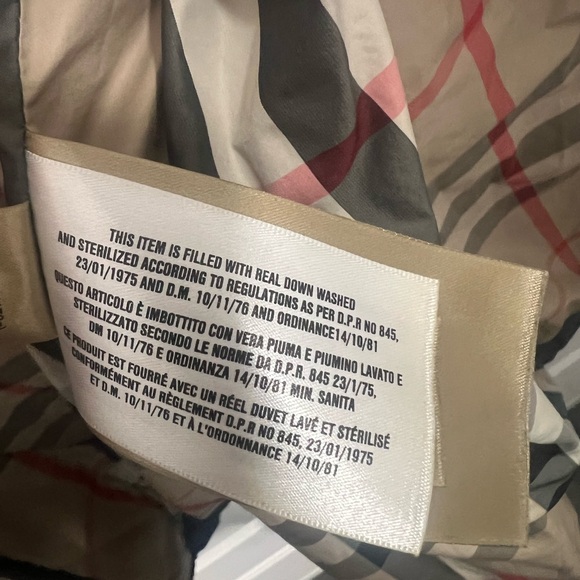 THIS ITEM IS FILLED WITH REAL DOWN WASHED
AND STERILIZED ACCORDING TO REGULATIONS AS PER D.P.R NO 845,
23/01/1975 AND D.M. 10/11/76 AND ORDINANCE14/10/81
QUESTO ARTICOLO È IMBOTTITO CON VERA PIUMA E PIUMINO LAVATO E
STERILIZZATO SECONDO LE NORME DA D.P.R. 845 23/1/75,
DM 10/11/76 E ORDINANZA 14/10/81 MIN. SANITA
CE PRODUIT EST FOURRÉ AVEC UN RÉEL DUVET LAVÉ ET STÉRILISÉ
CONFORMÉMENT AU RÈGLEMENT D.P.R NO 845, 23/01/1975
ET D.M. 10/11/76 ET À L'ORDONNANCE 14/10/81